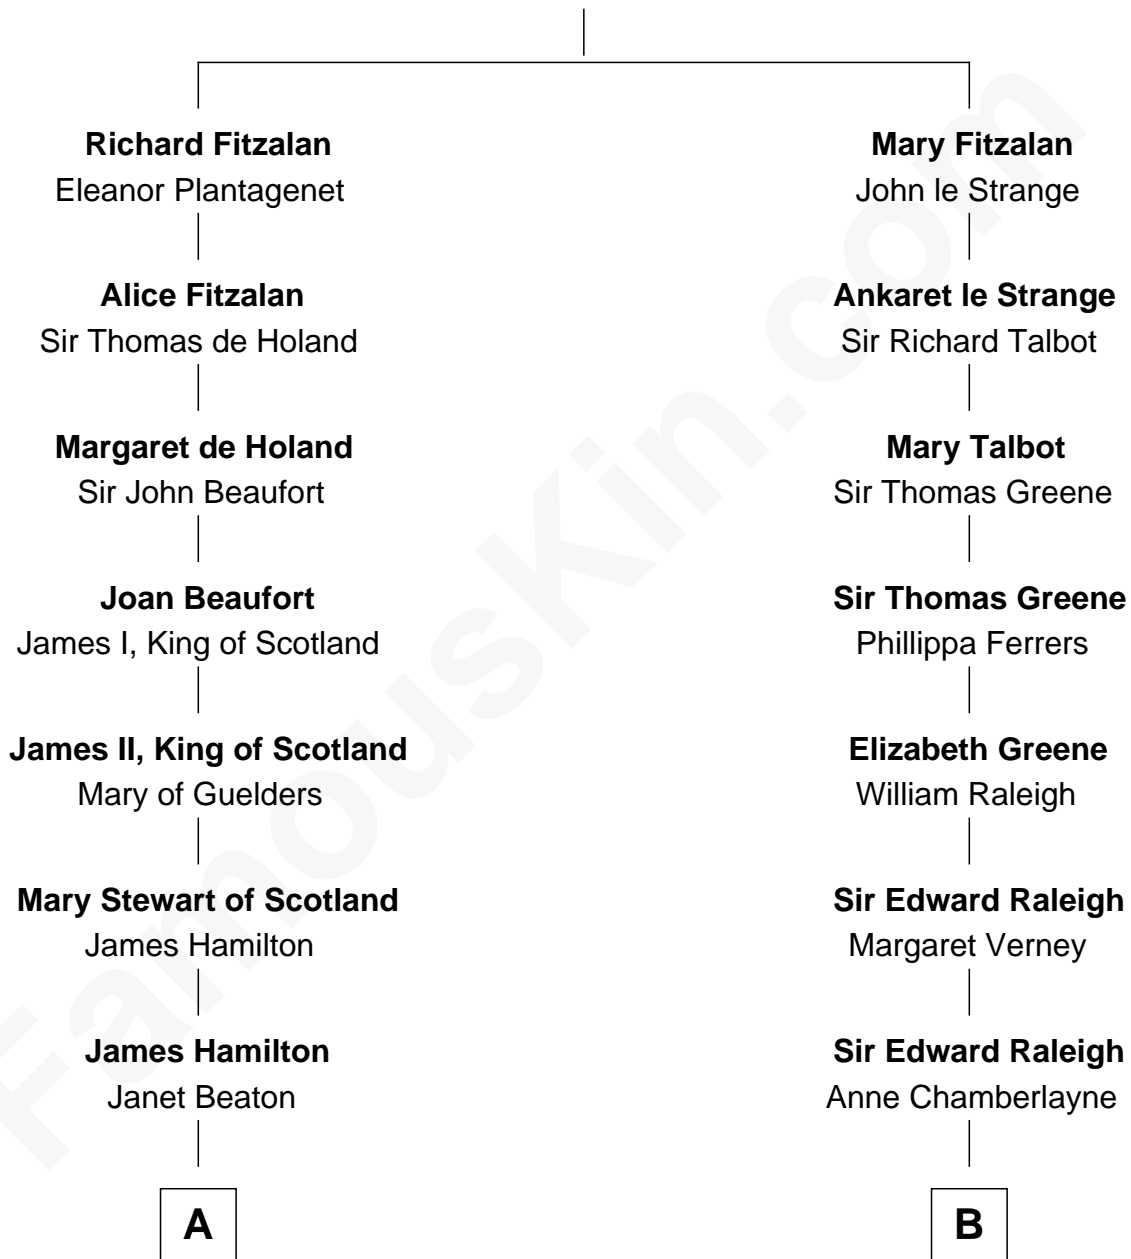 Richard Fitzalan
Eleanor Plantagenet
Mary Fitzalan
John le Strange
Alice Fitzalan
Sir Thomas de Holand
Ankaret le Strange
Sir Richard Talbot
Margaret de Holand
Sir John Beaufort
Mary Talbot
Sir Thomas Greene
Joan Beaufort
James I, King of Scotland
Sir Thomas Greene
Phillippa Ferrers
James II, King of Scotland
Mary of Guelders
Elizabeth Greene
William Raleigh
Mary Stewart of Scotland
James Hamilton
Sir Edward Raleigh
Margaret Verney
James Hamilton
Janet Beaton
Sir Edward Raleigh
Anne Chamberlayne
A
B
FamousKin.com